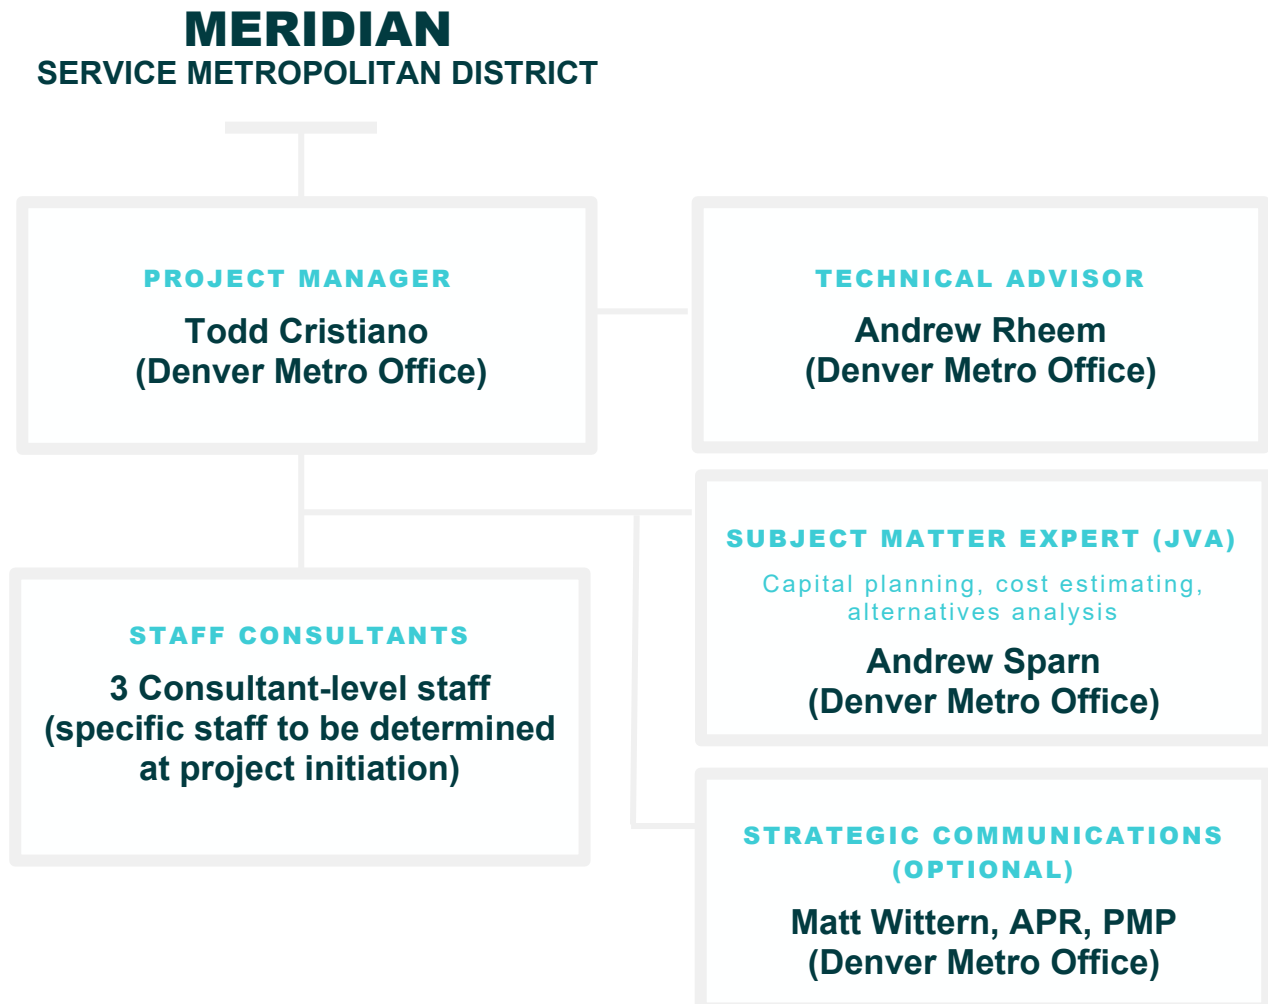 MERIDIAN
SERVICE METROPOLITAN DISTRICT
PROJECT MANAGER
Todd Cristiano
(Denver Metro Office)
TECHNICAL ADVISOR
Andrew Rheem
(Denver Metro Office)
SUBJECT MATTER EXPERT (JVA)
Capital planning, cost estimating,
alternatives analysis
Andrew Sparn
(Denver Metro Office)
STAFF CONSULTANTS
3 Consultant-level staff
(specific staff to be determined
at project initiation)
STRATEGIC COMMUNICATIONS
(OPTIONAL)
Matt Wittern, APR, PMP
(Denver Metro Office)